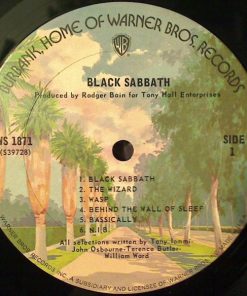 BURBANK, HOME OF WARNER BROS. RECORDS
WB
BLACK SABBATH
Produced by Rodger Bain for Tony Hall Enterprises
WS 1871
(S39728)
SIDE 1
1. BLACK SABBATH
2. THE WIZARD
3. WASP
4. BEHIND THE WALL OF SLEEP
5. BASSICALLY
6. N.I.B.
All selections written by Tony Iommi-
John Osbourne-Terence Butler-
William Ward
WARNER BROS. RECORDS INC., A SUBSIDIARY AND LICENSEE OF WARNER BROS.